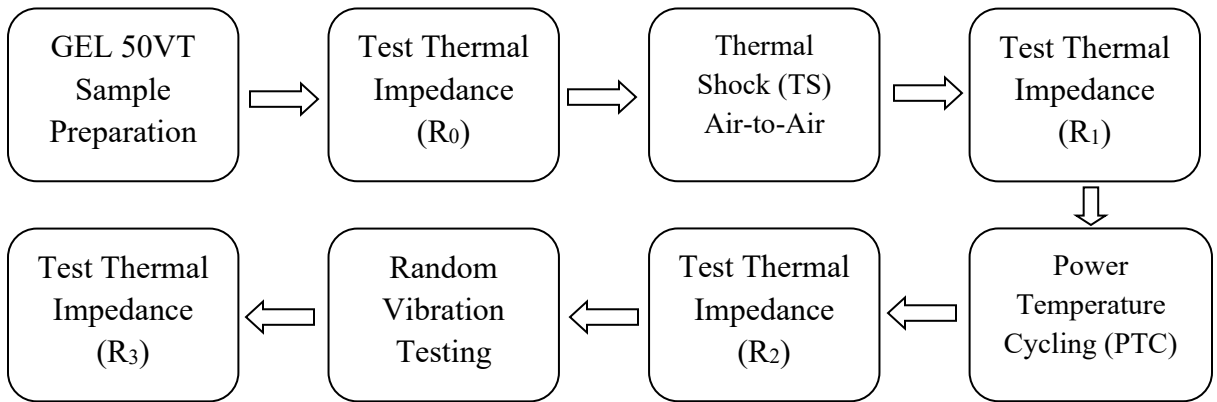 GEL 50VT
Sample
Preparation
Test Thermal
Impedance
(R₀)
Thermal
Shock (TS)
Air-to-Air
Test Thermal
Impedance
(R₁)
Power
Temperature
Cycling (PTC)
Test Thermal
Impedance
(R₂)
Random
Vibration
Testing
Test Thermal
Impedance
(R₃)